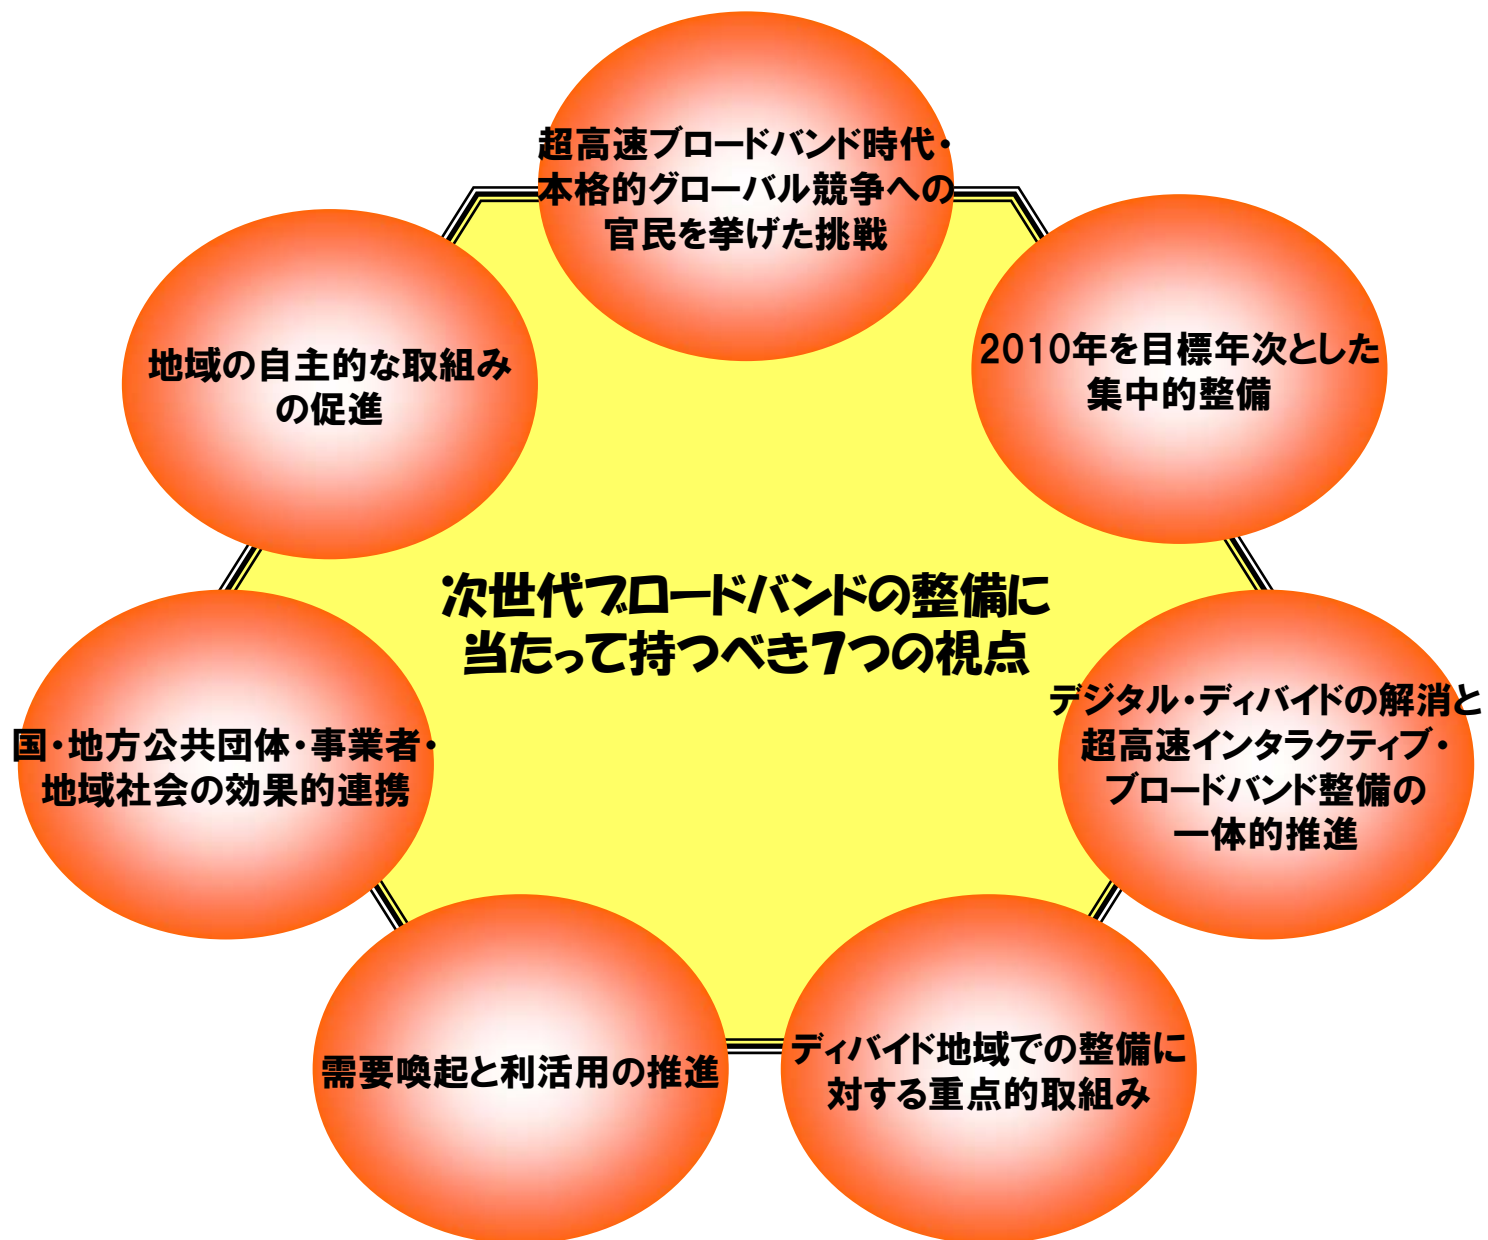 超高速ブロードバンド時代・
本格的グローバル競争への
官民を挙げた挑戦
2010年を目標年次とした
集中的整備
地域の自主的な取組み
の促進
次世代ブロードバンドの整備に
当たって持つべき7つの視点
デジタル・ディバイドの解消と
超高速インタラクティブ・
ブロードバンド整備の
一体的推進
国・地方公共団体・事業者・
地域社会の効果的連携
ディバイド地域での整備に
対する重点的取組み
需要喚起と利活用の推進